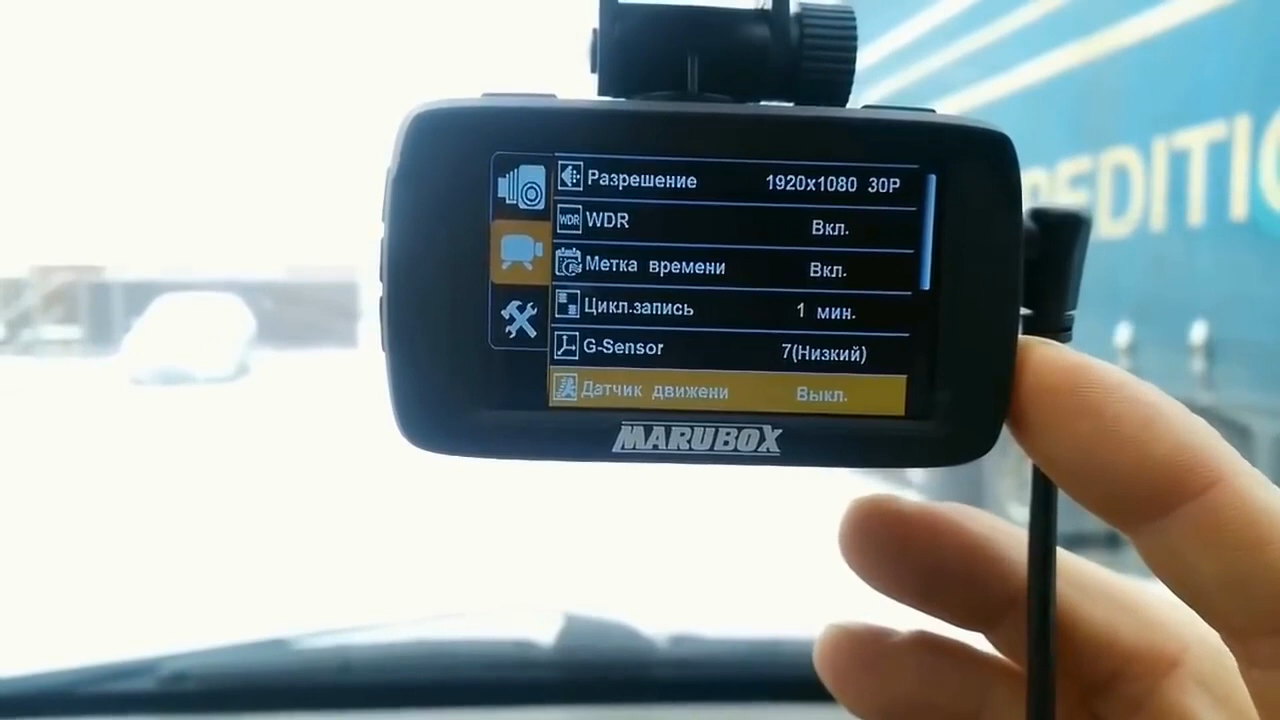 Разрешение 1920x1080 30P
WDR WDR Вкл.
Метка времени Вкл.
Цикл.запись 1 мин.
G-Sensor 7(Низкий)
Датчик движени Выкл.
MARUBOX
EDITIO